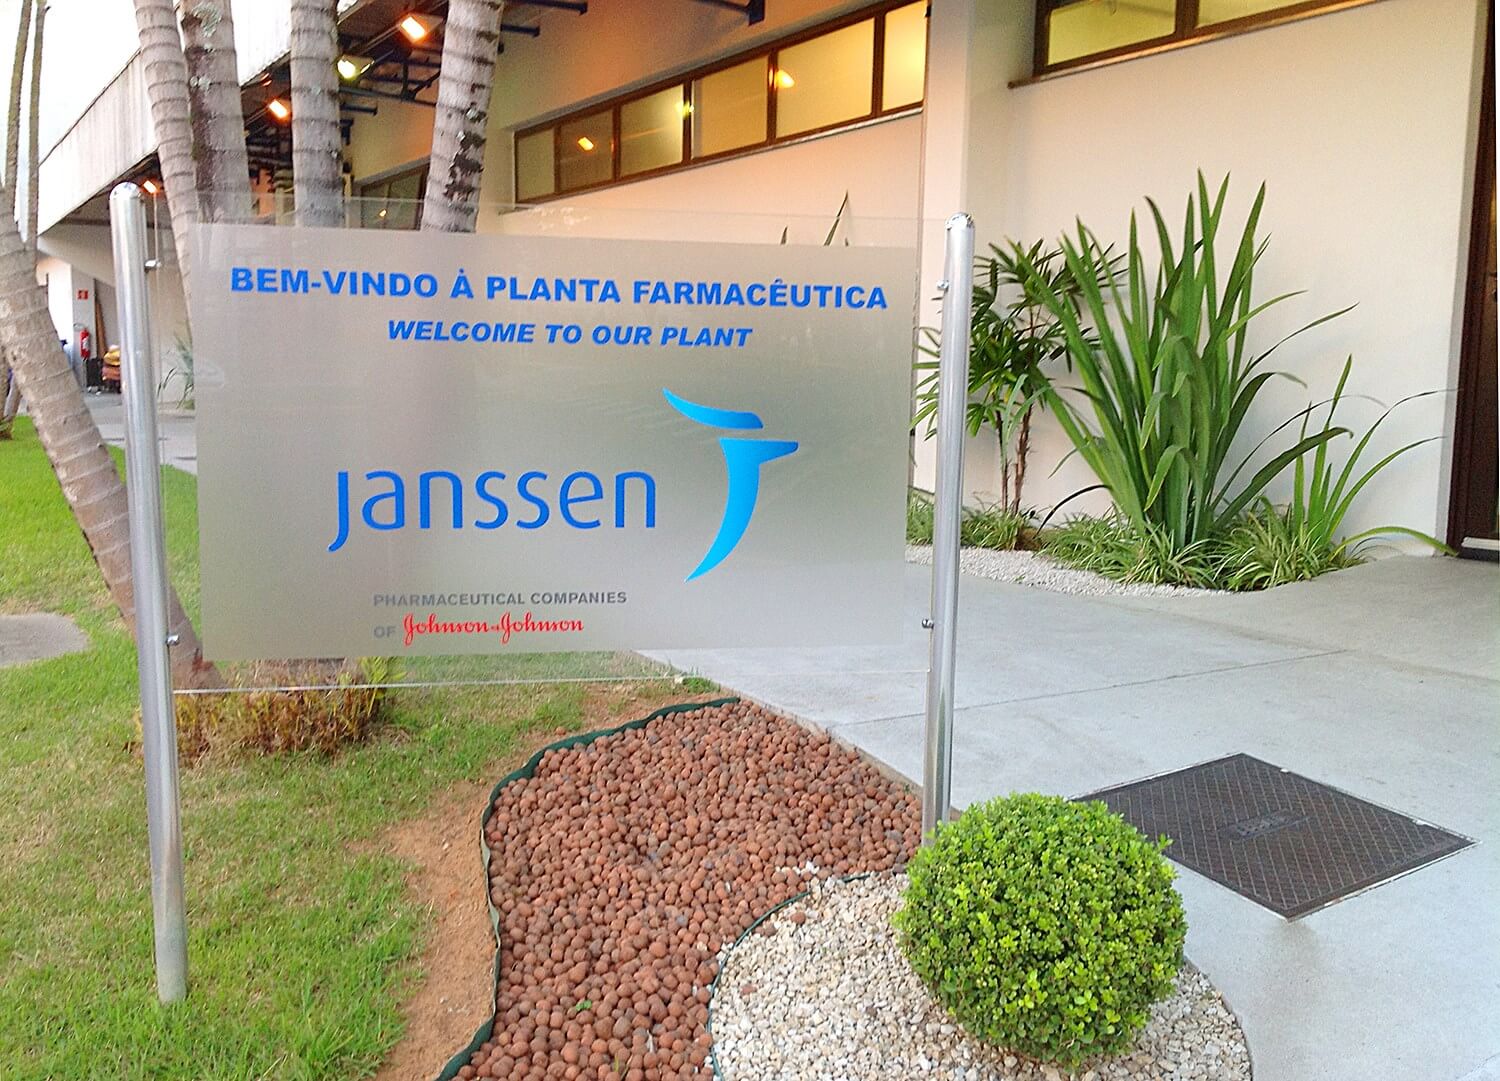 BEM-VINDO À PLANTA FARMACÊUTICA
WELCOME TO OUR PLANT
Janssen
PHARMACEUTICAL COMPANIES
OF Johnson & Johnson